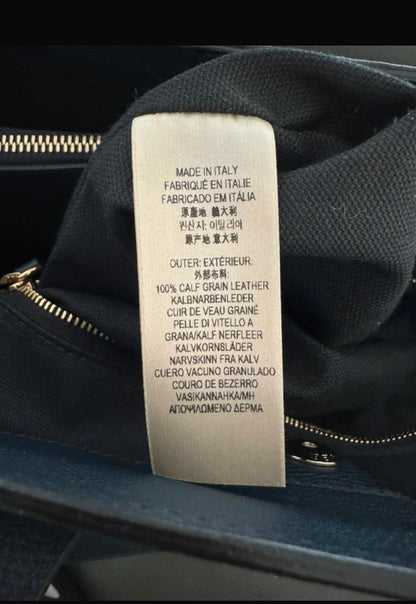 MADE IN ITALY
FABRIQUÉ EN ITALIE
FABRICADO EM ITÁLIA
原產地 義大利
원산지: 이탈리아
原产地 意大利
OUTER: EXTÉRIEUR:
外部布料:
100% CALF GRAIN LEATHER
KALBNARBENLEDER
CUIR DE VEAU GRAINÉ
PELLE DI VITELLO A
GRANA/KALF NERFLEER
KALVKORNSLÄDER
NARVSKINN FRA KALV
CUERO VACUNO GRANULADO
COURO DE BEZERRO
VASIKANNAHKA/MH
ΑΠΟΨΙΛΩΜΕΝΟ ΔΕΡΜΑ